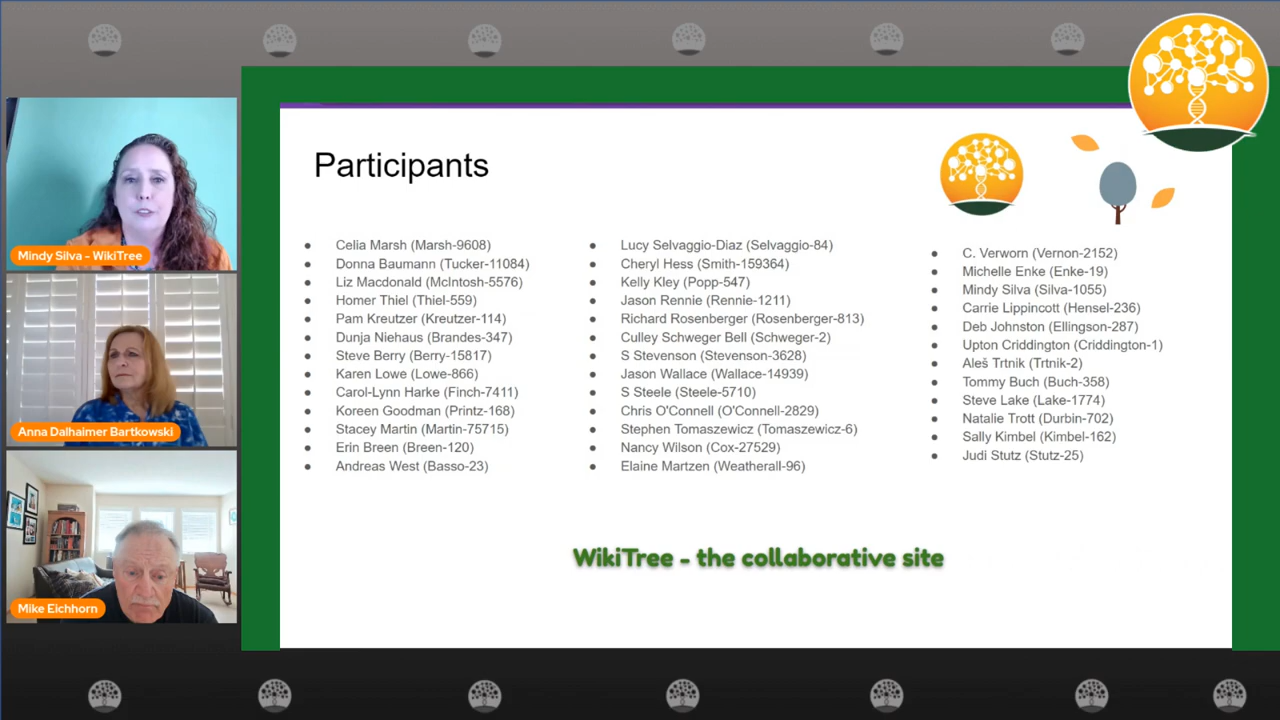 Participants
Celia Marsh (Marsh-9608)
Donna Baumann (Tucker-11084)
Liz Macdonald (McIntosh-5576)
Homer Thiel (Thiel-559)
Pam Kreutzer (Kreutzer-114)
Dunja Niehaus (Brandes-347)
Steve Berry (Berry-15817)
Karen Lowe (Lowe-866)
Carol-Lynn Harke (Finch-7411)
Koreen Goodman (Printz-168)
Stacey Martin (Martin-75715)
Erin Breen (Breen-120)
Andreas West (Basso-23)
Lucy Selvaggio-Diaz (Selvaggio-84)
Cheryl Hess (Smith-159364)
Kelly Kley (Popp-547)
Jason Rennie (Rennie-1211)
Richard Rosenberger (Rosenberger-813)
Culley Schweger Bell (Schweger-2)
S Stevenson (Stevenson-3628)
Jason Wallace (Wallace-14939)
S Steele (Steele-5710)
Chris O'Connell (O'Connell-2829)
Stephen Tomaszewicz (Tomaszewicz-6)
Nancy Wilson (Cox-27529)
Elaine Martzen (Weatherall-96)
C. Verworn (Vernon-2152)
Michelle Enke (Enke-19)
Mindy Silva (Silva-1055)
Carrie Lippincott (Hensel-236)
Deb Johnston (Ellingson-287)
Upton Criddington (Criddington-1)
Aleš Trtnik (Trtnik-2)
Tommy Buch (Buch-358)
Steve Lake (Lake-1774)
Natalie Trott (Durbin-702)
Sally Kimbel (Kimbel-162)
Judi Stutz (Stutz-25)
WikiTree - the collaborative site
Mindy Silva - WikiTree
Anna Dalhaimer Bartkowski
Mike Eichhorn